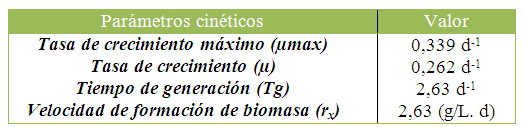 Parámetros cinéticos Valor
Tasa de crecimiento máximo (µmax) 0,339 d-1
Tasa de crecimiento (µ) 0,262 d-1
Tiempo de generación (Tg) 2,63 d-1
Velocidad de formación de biomasa (rx) 2,63 (g/L. d)